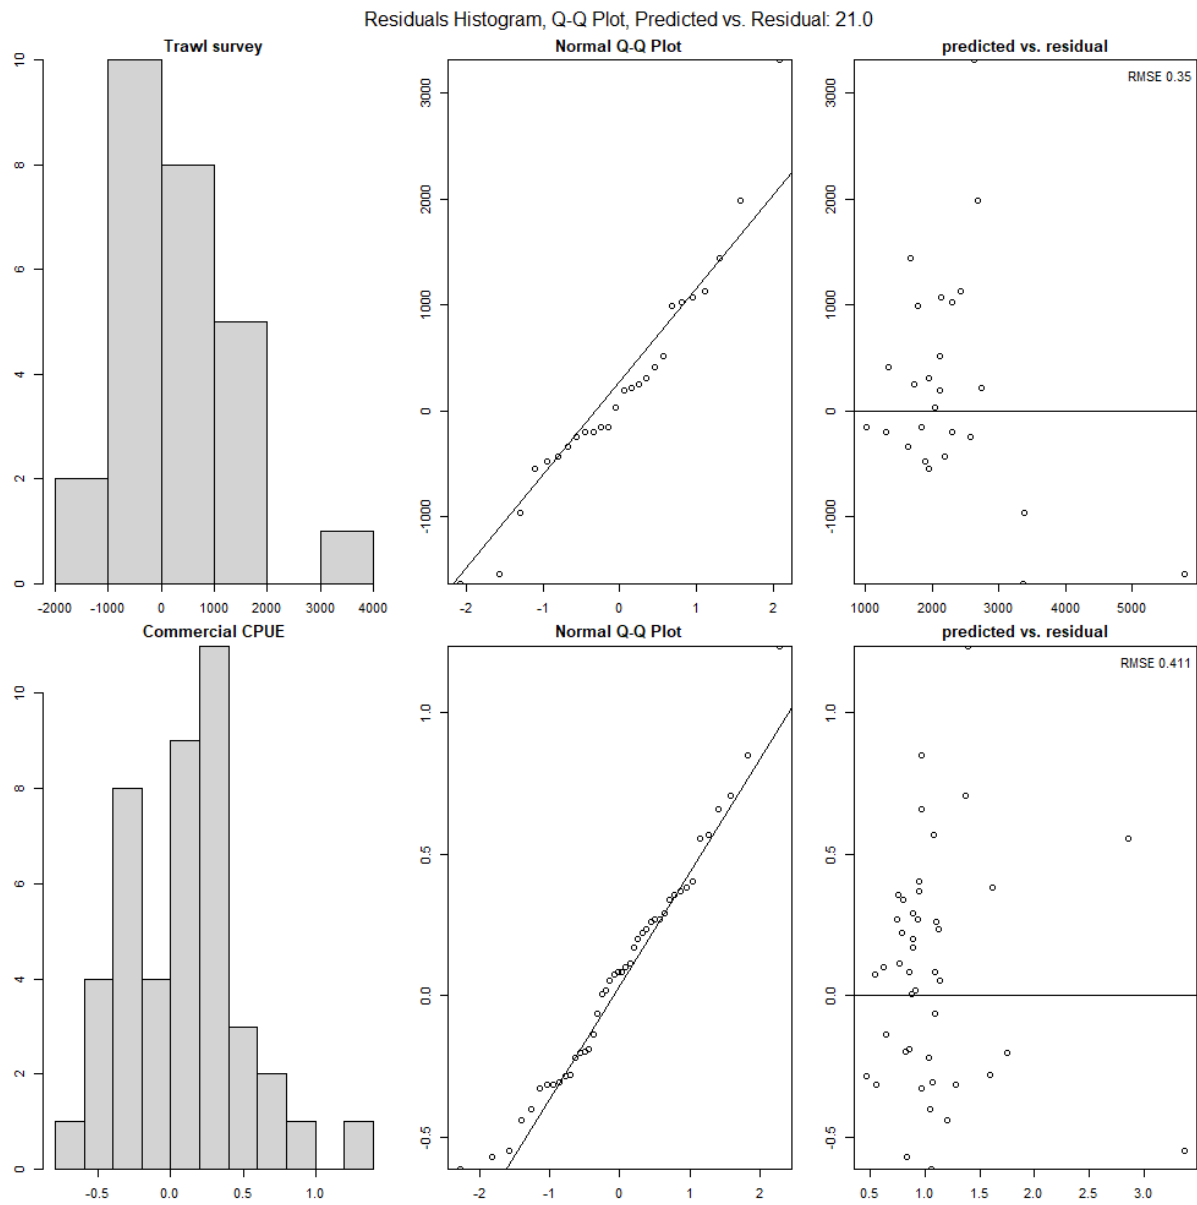 Residuals Histogram, Q-Q Plot, Predicted vs. Residual: 21.0
Trawl survey
10
8
6
4
2
0
-2000 -1000 0 1000 2000 3000 4000
Normal Q-Q Plot
3000
2000
1000
0
-1000
-2 -1 0 1 2
predicted vs. residual
RMSE 0.35
3000
2000
1000
0
-1000
1000 2000 3000 4000 5000
Commercial CPUE
10
8
6
4
2
0
-0.5 0.0 0.5 1.0
Normal Q-Q Plot
1.0
0.5
0.0
-0.5
-2 -1 0 1 2
predicted vs. residual
RMSE 0.411
1.0
0.5
0.0
-0.5
0.5 1.0 1.5 2.0 2.5 3.0